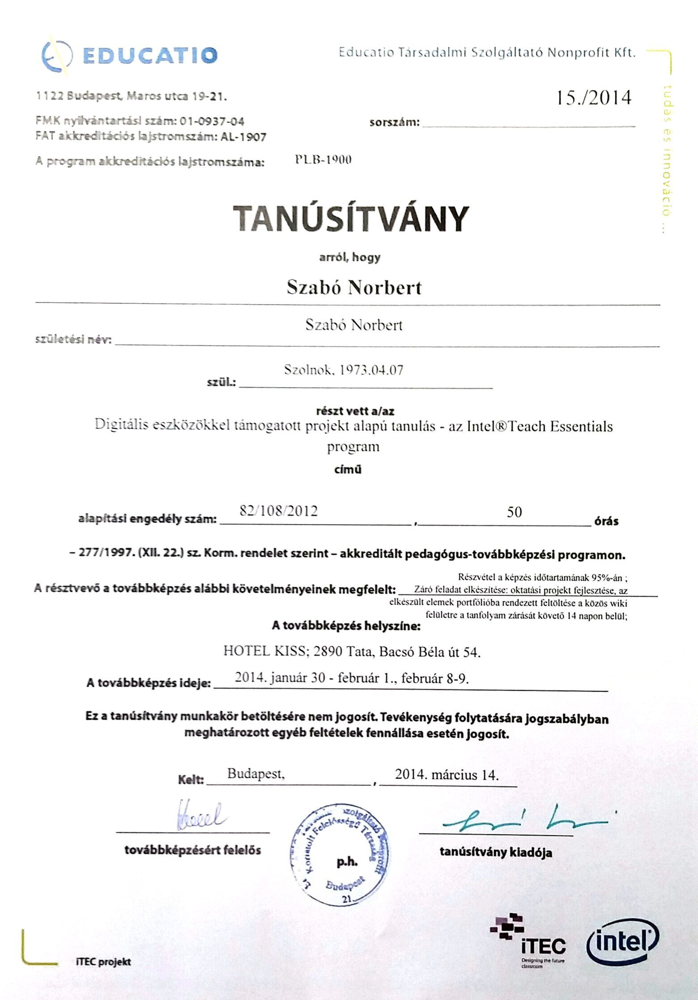 EDUCATIO
Educatio Társadalmi Szolgáltató Nonprofit Kft.
tudás és innováció ...
1122 Budapest, Maros utca 19-21.
15./2014
FMK nyilvántartási szám: 01-0937-04
sorszám:
FAT akkreditációs lajstromszám: AL-1907
A program akkreditációs lajstromszáma: PLB-1900
TANÚSÍTVÁNY
arról, hogy
Szabó Norbert
Szabó Norbert
születési név:
Szolnok, 1973.04.07
szül.:
részt vett a/az
Digitális eszközökkel támogatott projekt alapú tanulás - az Intel®Teach Essentials
program
című
alapítási engedély szám: 82/108/2012, 50 órás
– 277/1997. (XII. 22.) sz. Korm. rendelet szerint – akkreditált pedagógus-továbbképzési programon.
Részvétel a képzés időtartamának 95%-án ;
A résztvevő a továbbképzés alábbi követelményeinek megfelelt: Záró feladat elkészítése: oktatási projekt fejlesztése, az
elkészült elemek portfólióba rendezett feltöltése a közös wiki
felületre a tanfolyam zárását követő 14 napon belül;
A továbbképzés helyszíne:
HOTEL KISS; 2890 Tata, Bacsó Béla út 54.
A továbbképzés ideje: 2014. január 30 - február 1., február 8-9.
Ez a tanúsítvány munkakör betöltésére nem jogosít. Tevékenység folytatására jogszabályban
meghatározott egyéb feltételek fennállása esetén jogosít.
Kelt: Budapest, , 2014. március 14.
továbbképzésért felelős
Szolgáltató Nonprofit
Korlátolt Felelősségű Társaság
p.h.
Budapest
21.
tanúsítvány kiadója
iTEC projekt
iTEC
Designing the future
classroom
intel